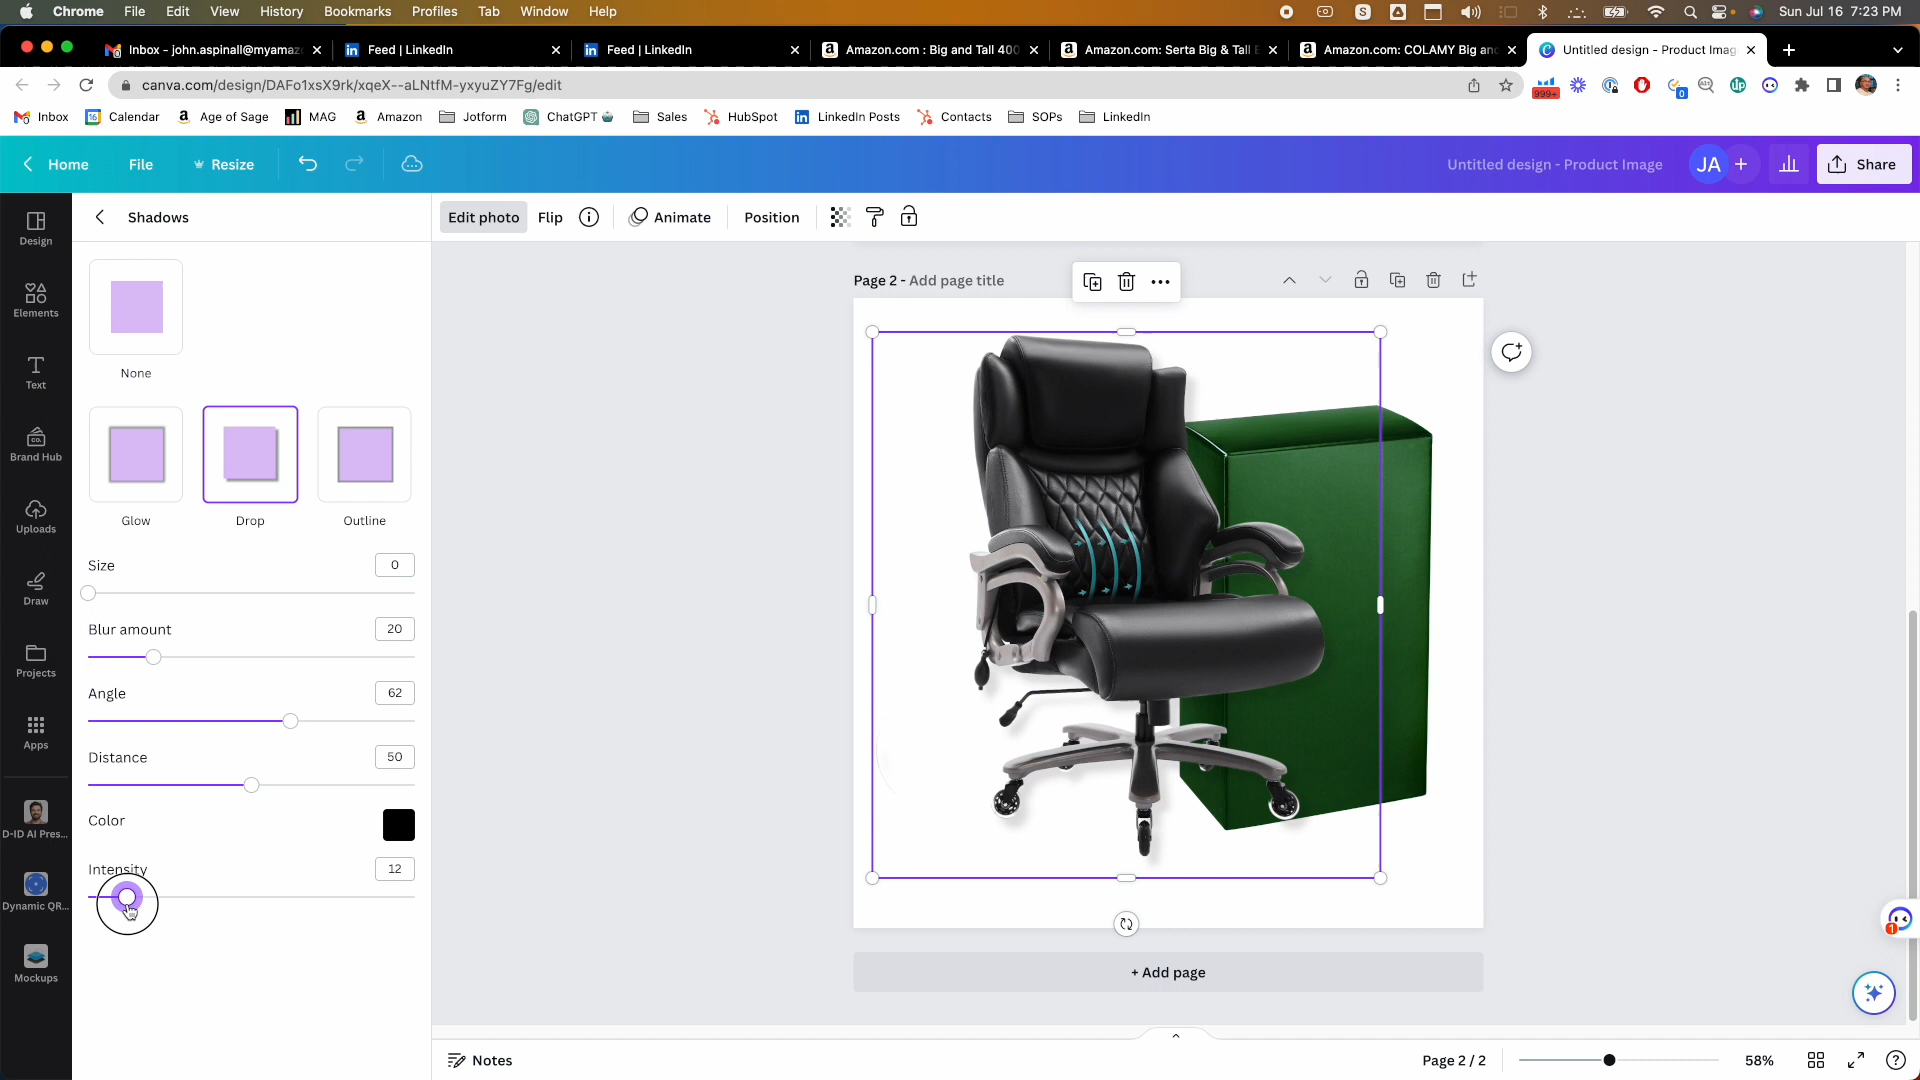 Chrome File Edit View History Bookmarks Profiles Tab Window Help
Sun Jul 16 7:23 PM
Inbox - john.aspinall@myamaz
Feed | LinkedIn
Feed | LinkedIn
Amazon.com : Big and Tall 400
Amazon.com: Serta Big & Tall E
Amazon.com: COLAMY Big an
Untitled design - Product Imag
canva.com/design/DAFo1xsX9rk/xqeX--aLNtfM-yxyuZY7Fg/edit
999+
0
Inbox
16 Calendar
Age of Sage
MAG
Amazon
Jotform
ChatGPT
Sales
HubSpot
LinkedIn Posts
Contacts
SOPs
LinkedIn
Home
File
Resize
Untitled design - Product Image
JA
Share
Design
Elements
Text
Brand Hub
Uploads
Draw
Projects
Apps
D-ID AI Pres...
Dynamic QR...
Mockups
Shadows
None
Glow
Drop
Outline
Size 0
Blur amount 20
Angle 62
Distance 50
Color
Intensity 12
Edit photo
Flip
Animate
Position
Page 2 - Add page title
+ Add page
1
Notes
Page 2 / 2
58%